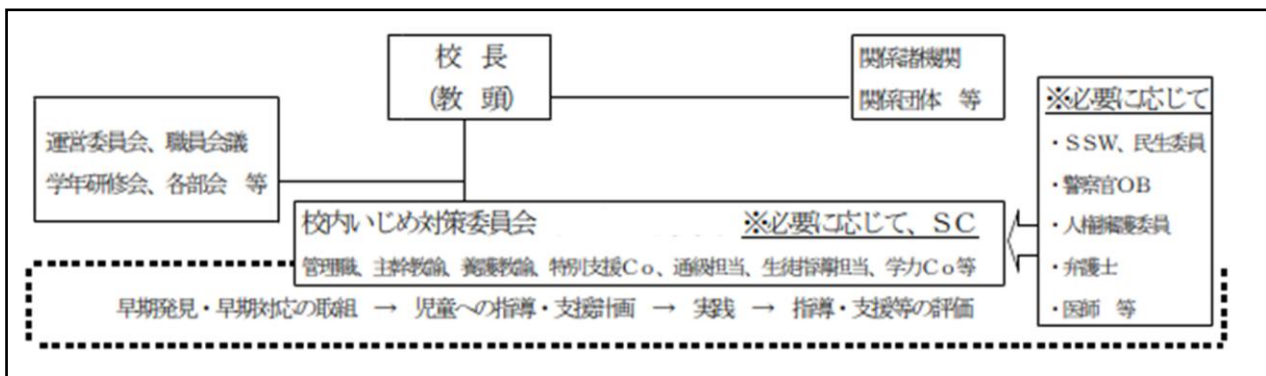 校 長
(教 頭)
関係諸機関
関係団体 等
運営委員会、職員会議
学年研修会、各部会 等
校内いじめ対策委員会 ※必要に応じて、SC
管理職、主幹教諭、養護教諭、特別支援Co、通級担当、生徒指導担当、学力Co等
早期発見・早期対応の取組 → 児童への指導・支援計画 → 実践 → 指導・支援等の評価
※必要に応じて
・SSW、民生委員
・警察官OB
・人権擁護委員
・弁護士
・医師 等